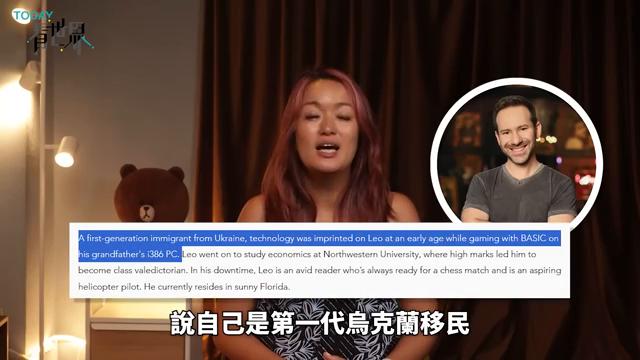 TODAY
看世界
A first-generation immigrant from Ukraine, technology was imprinted on Leo at an early age while gaming with BASIC on
his grandfather's i386 PC. Leo went on to study economics at Northwestern University, where high marks led him to
become class valedictorian. In his downtime, Leo is an avid reader who's always ready for a chess match and is an aspiring
helicopter pilot. He currently resides in sunny Florida.
說自己是第一代烏克蘭移民